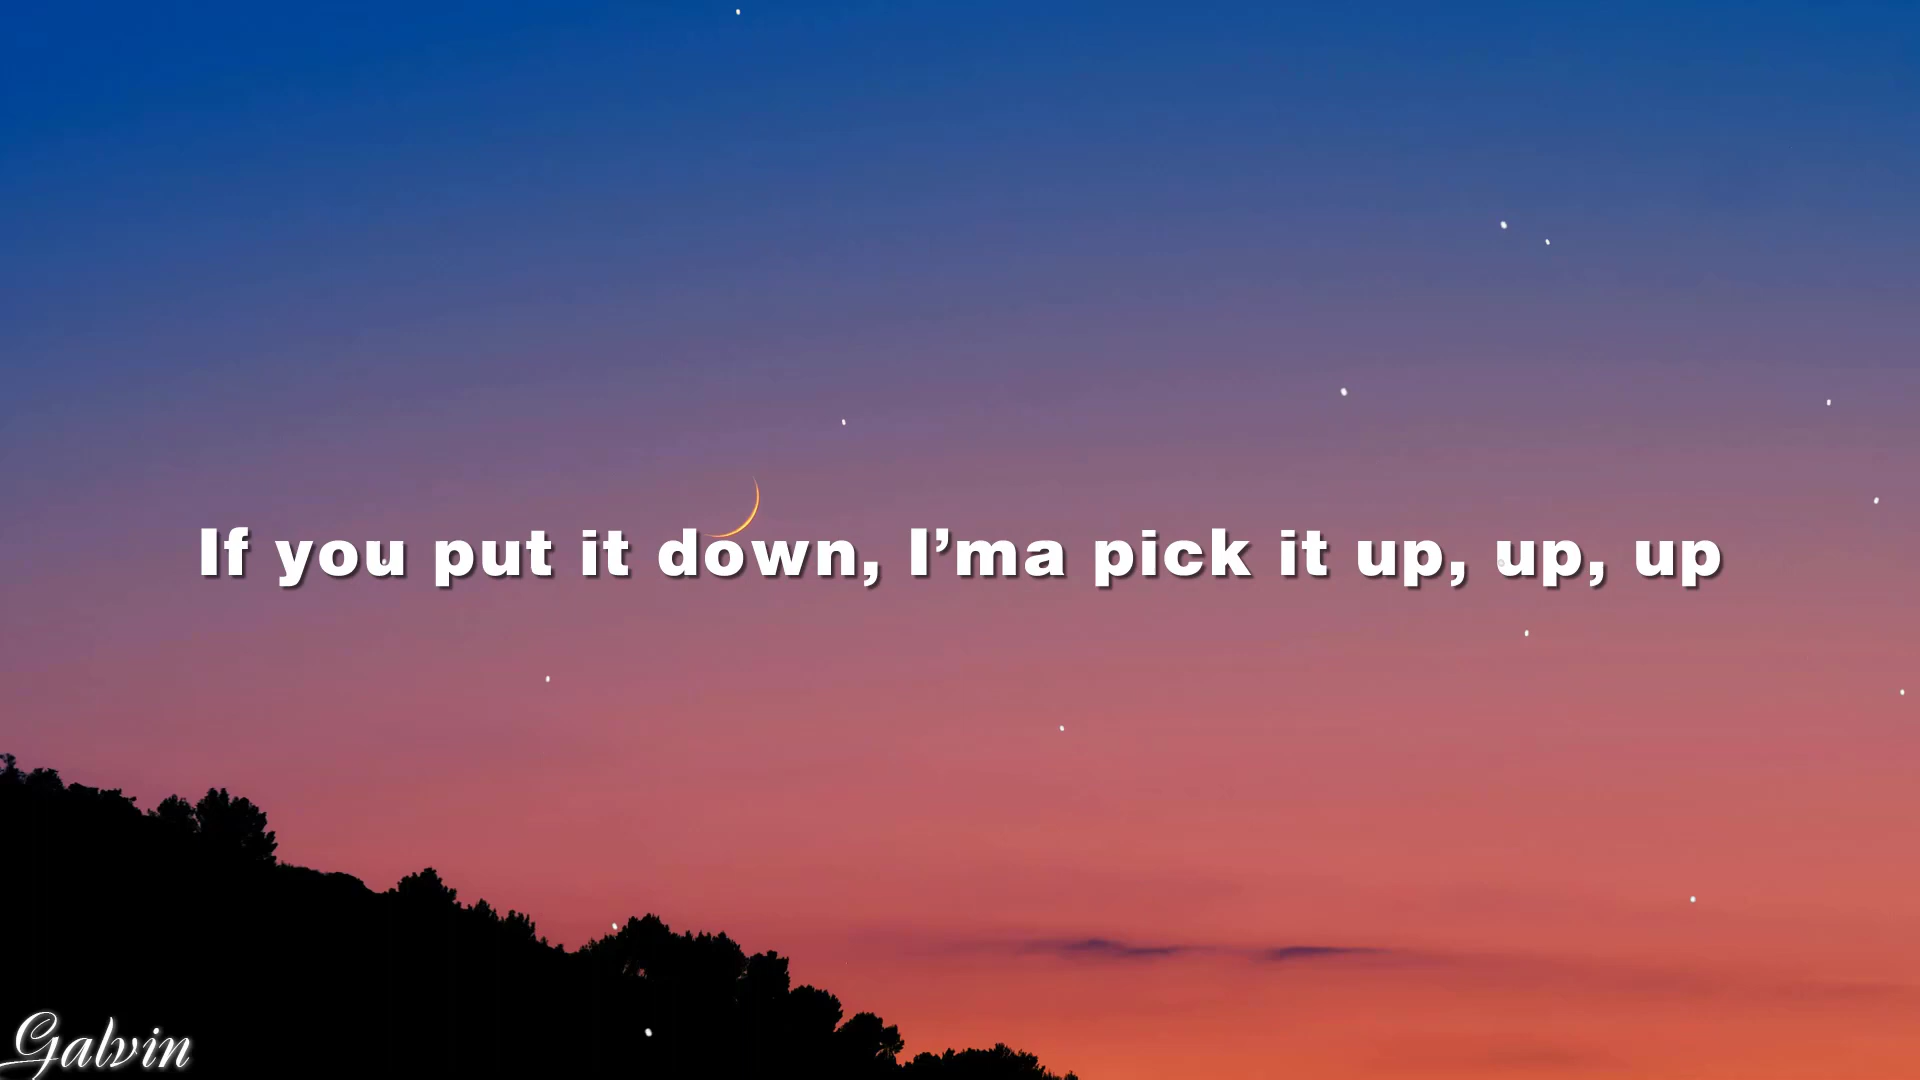 If you put it down, I’ma pick it up, up, up
Galvin